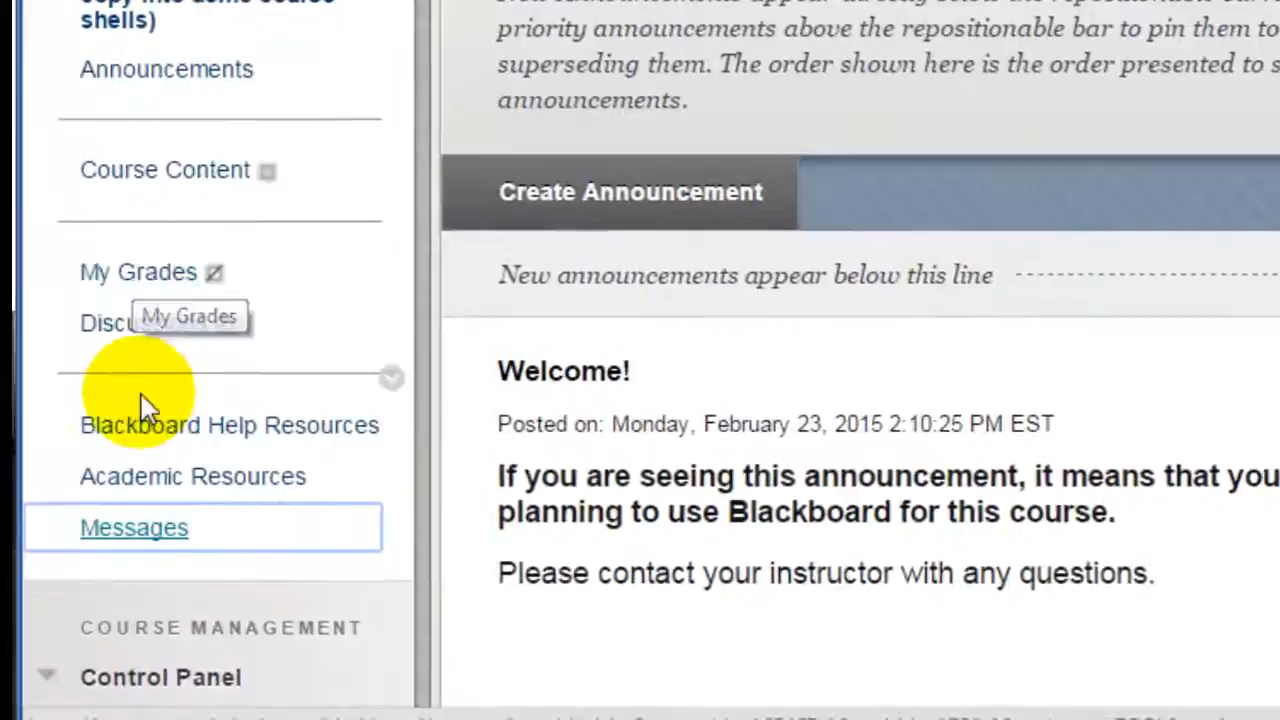 shells)
Announcements
Course Content
My Grades
My Grades
Blackboard Help Resources
Academic Resources
Messages
COURSE MANAGEMENT
Control Panel
priority announcements above the repositionable bar to pin them to
superseding them. The order shown here is the order presented to s
announcements.
Create Announcement
New announcements appear below this line
Welcome!
Posted on: Monday, February 23, 2015 2:10:25 PM EST
If you are seeing this announcement, it means that you
planning to use Blackboard for this course.
Please contact your instructor with any questions.